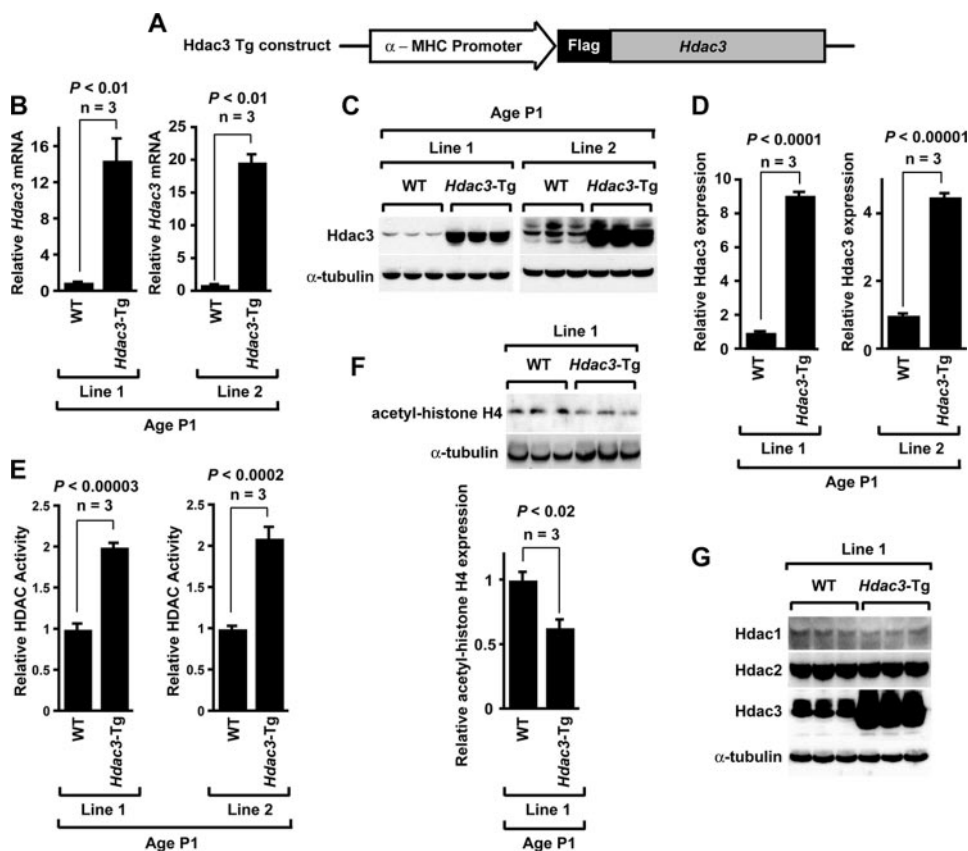 A
Hdac3 Tg construct
α – MHC Promoter
Flag
Hdac3
B
P < 0.01
n = 3
Relative Hdac3 mRNA
16
12
8
4
0
WT
Hdac3-Tg
Line 1
P < 0.01
n = 3
Relative Hdac3 mRNA
25
20
15
10
5
0
WT
Hdac3-Tg
Line 2
Age P1
C
Age P1
Line 1
Line 2
WT
Hdac3-Tg
WT
Hdac3-Tg
Hdac3
α-tubulin
D
P < 0.0001
n = 3
Relative Hdac3 expression
10
8
6
4
2
0
WT
Hdac3-Tg
Line 1
P < 0.00001
n = 3
Relative Hdac3 expression
4
2
0
WT
Hdac3-Tg
Line 2
Age P1
E
P < 0.00003
n = 3
Relative HDAC Activity
2.5
2
1.5
1
0.5
0
WT
Hdac3-Tg
Line 1
P < 0.0002
n = 3
Relative HDAC Activity
2.5
2
1.5
1
0.5
0
WT
Hdac3-Tg
Line 2
Age P1
F
Line 1
WT
Hdac3-Tg
acetyl-histone H4
α-tubulin
P < 0.02
n = 3
Relative acetyl-histone H4 expression
1
0.5
0
WT
Hdac3-Tg
Line 1
Age P1
G
Line 1
WT
Hdac3-Tg
Hdac1
Hdac2
Hdac3
α-tubulin